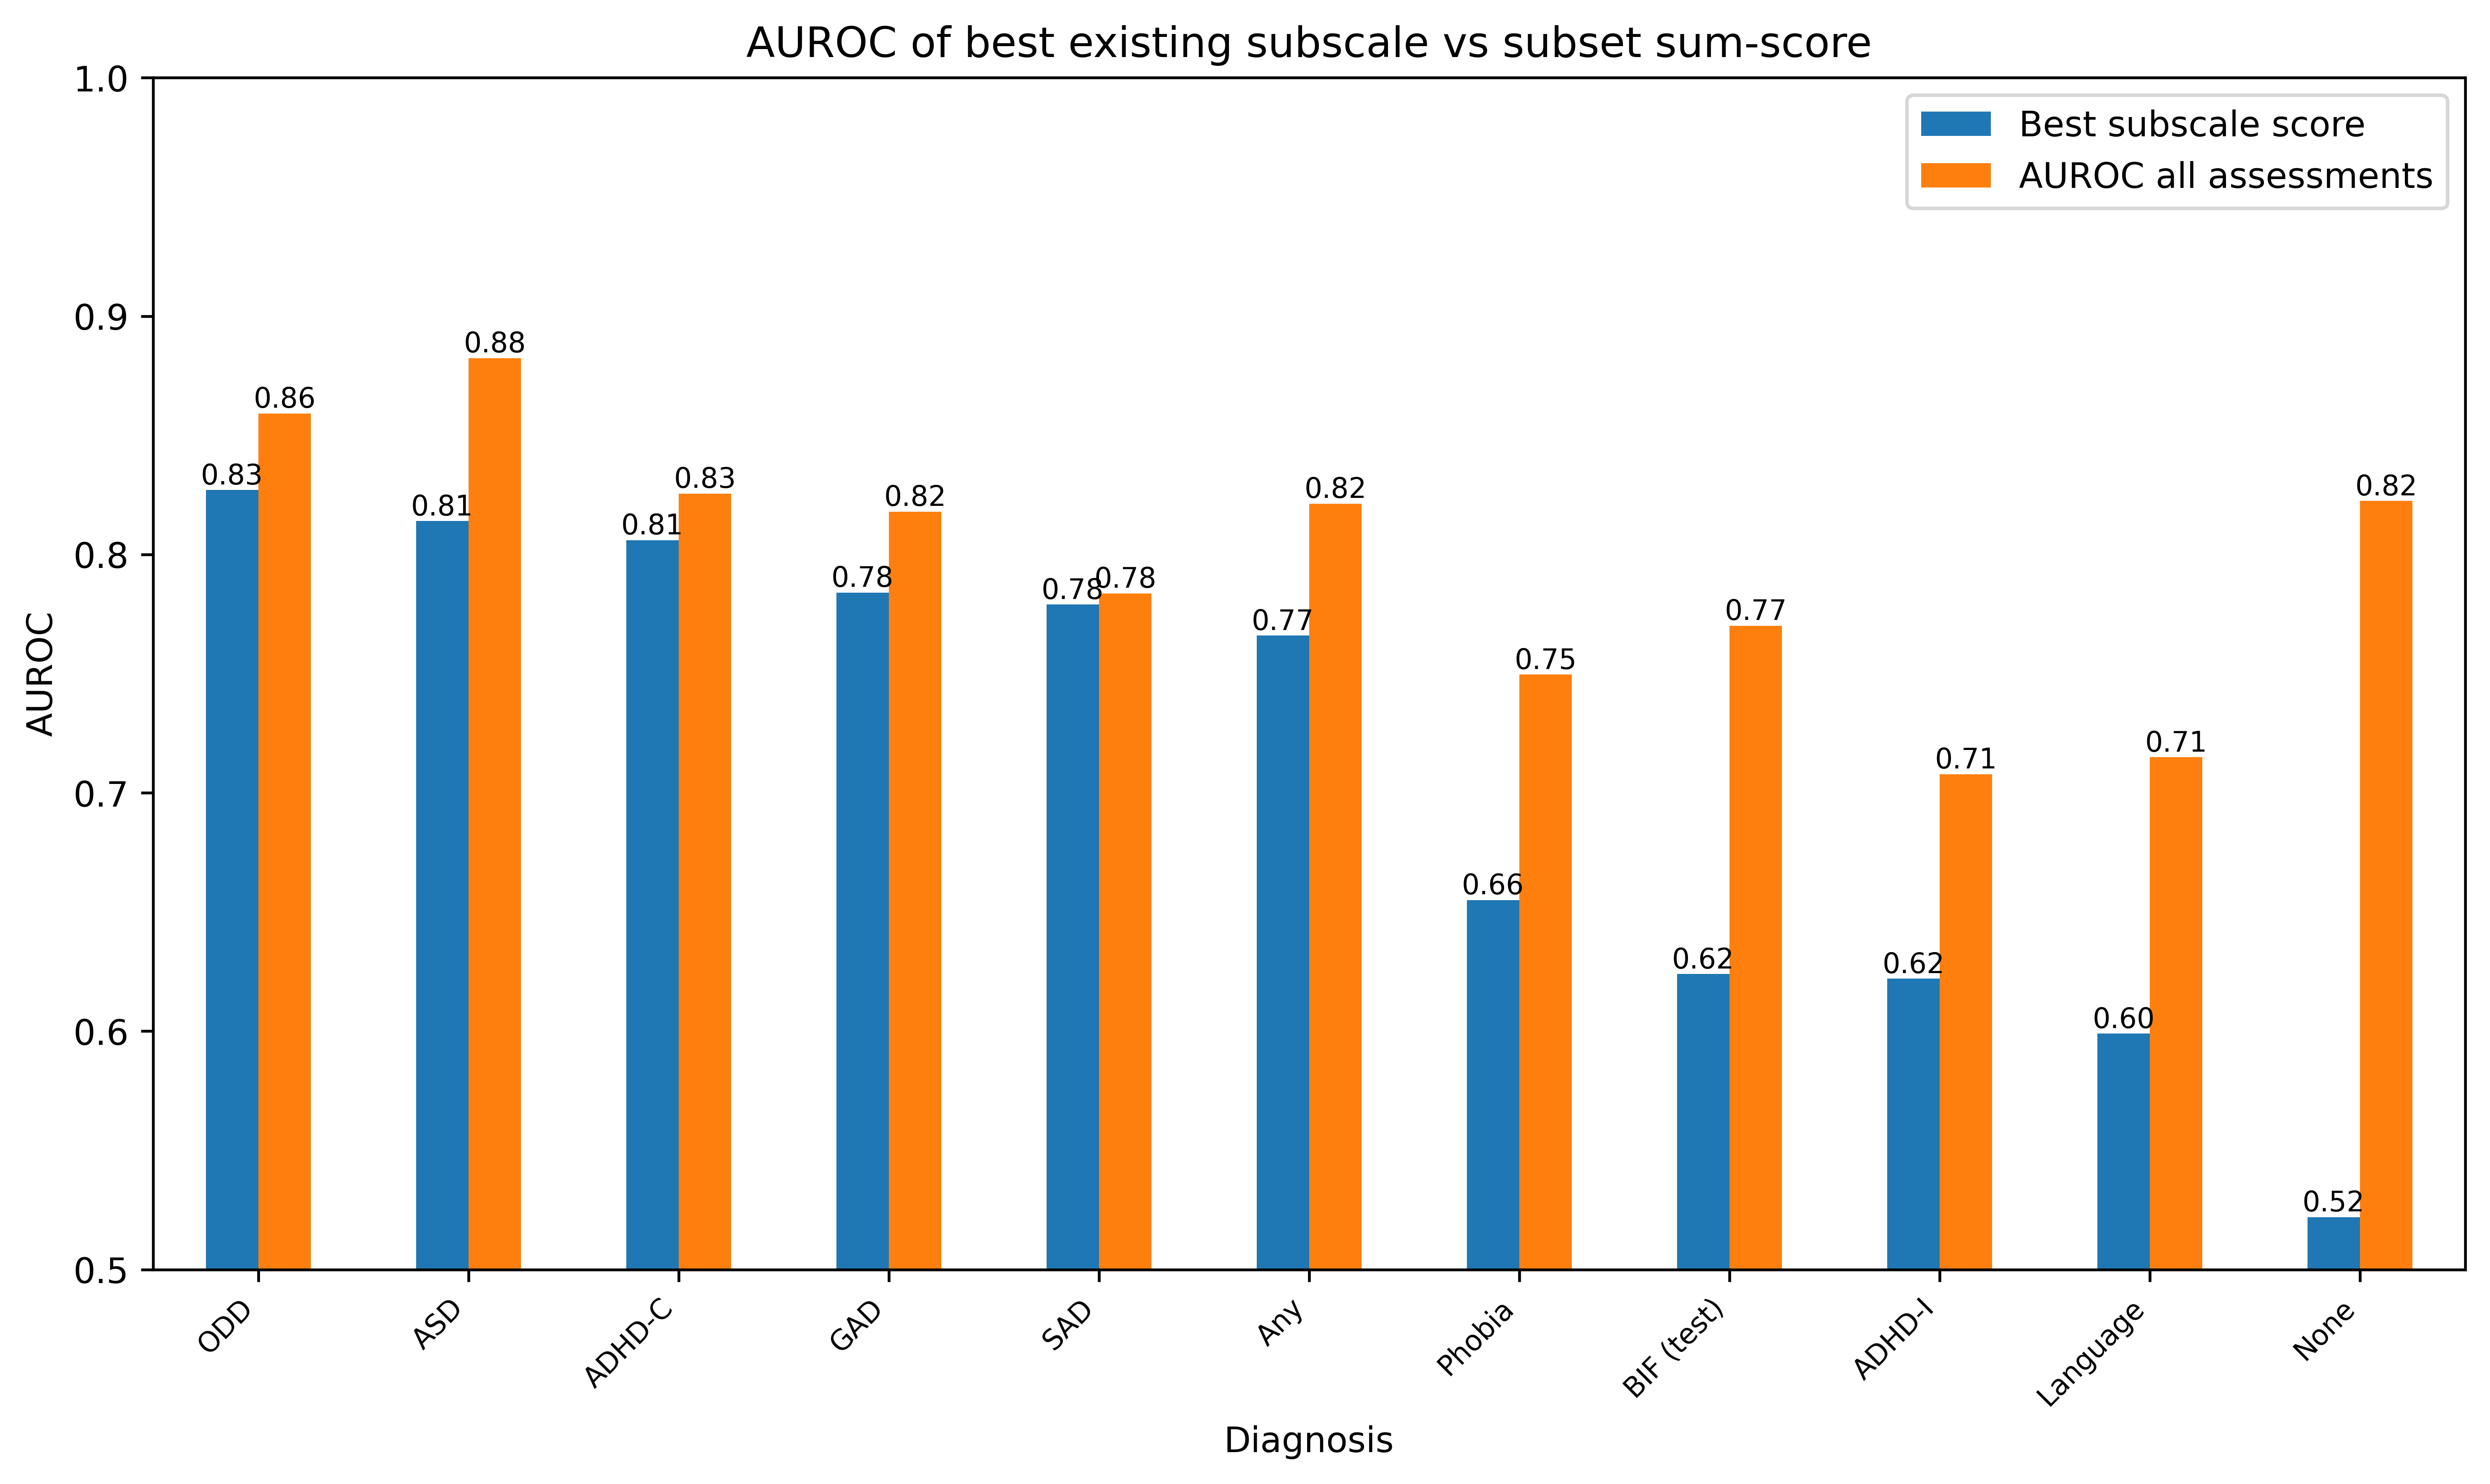 AUROC of best existing subscale vs subset sum-score
Best subscale score
AUROC all assessments
AUROC
1.0
0.9
0.8
0.7
0.6
0.5
0.83
0.86
0.81
0.88
0.81
0.83
0.78
0.82
0.78
0.78
0.77
0.82
0.66
0.75
0.62
0.77
0.62
0.71
0.60
0.71
0.52
0.82
ODD
ASD
ADHD-C
GAD
SAD
Any
Phobia
BIF (test)
ADHD-I
Language
None
Diagnosis